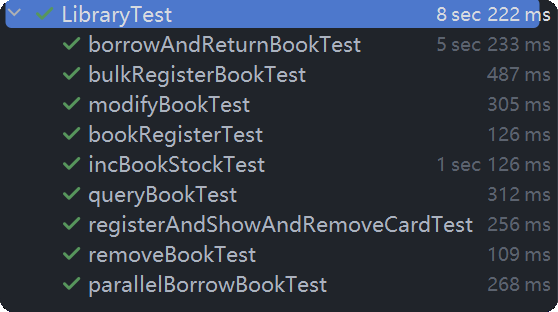 LibraryTest 8 sec 222 ms
borrowAndReturnBookTest 5 sec 233 ms
bulkRegisterBookTest 487 ms
modifyBookTest 305 ms
bookRegisterTest 126 ms
incBookStockTest 1 sec 126 ms
queryBookTest 312 ms
registerAndShowAndRemoveCardTest 256 ms
removeBookTest 109 ms
parallelBorrowBookTest 268 ms